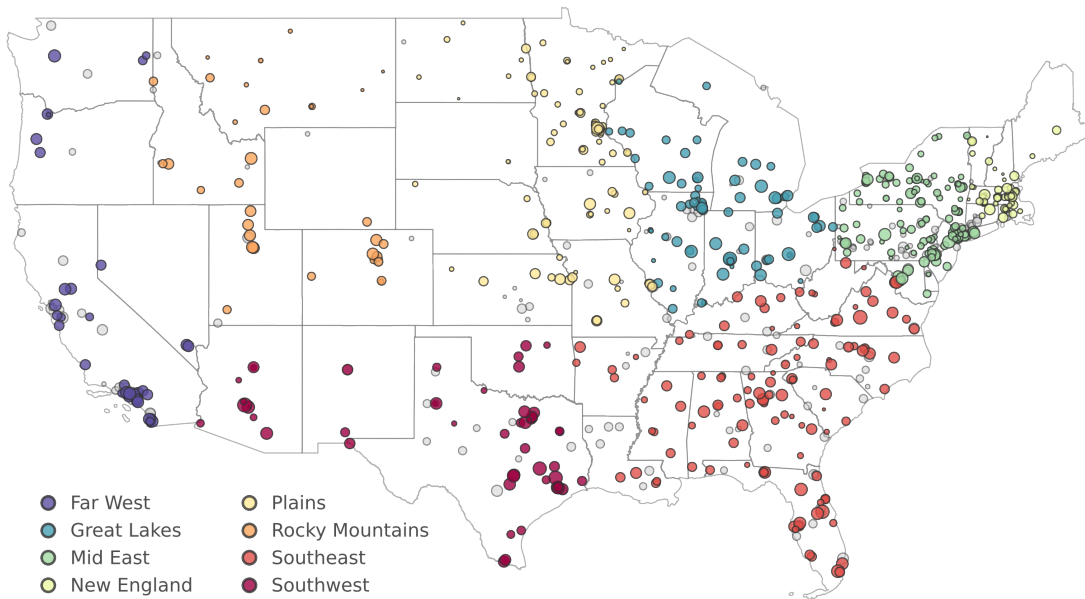 Far West
Great Lakes
Mid East
New England
Plains
Rocky Mountains
Southeast
Southwest